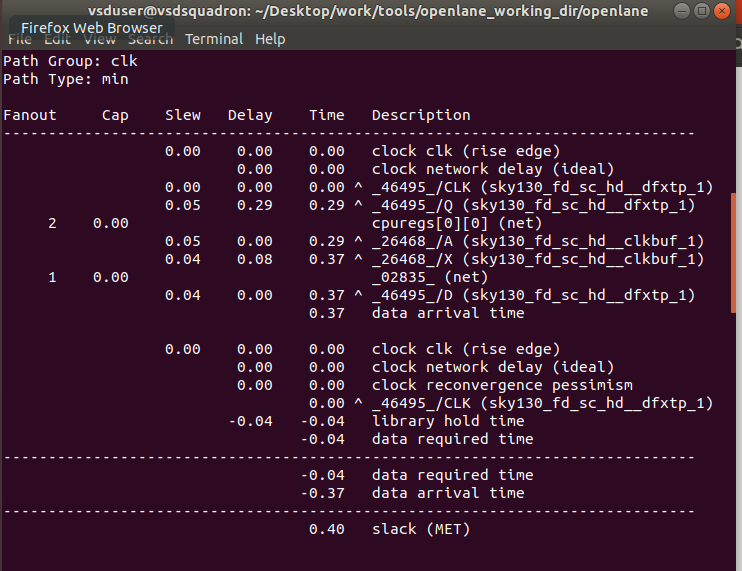 vsduser@vsdsquadron: ~/Desktop/work/tools/openlane_working_dir/openlane
Firefox Web Browser
File Edit View Search Terminal Help
Path Group: clk
Path Type: min
Fanout Cap Slew Delay Time Description
-----------------------------------------------------------------------------
0.00 0.00 0.00 clock clk (rise edge)
0.00 0.00 clock network delay (ideal)
0.00 0.00 0.00 ^ _46495_/CLK (sky130_fd_sc_hd__dfxtp_1)
0.05 0.29 0.29 ^ _46495_/Q (sky130_fd_sc_hd__dfxtp_1)
2 0.00 cpuregs[0][0] (net)
0.05 0.00 0.29 ^ _26468_/A (sky130_fd_sc_hd__clkbuf_1)
0.04 0.08 0.37 ^ _26468_/X (sky130_fd_sc_hd__clkbuf_1)
1 0.00 _02835_ (net)
0.04 0.00 0.37 ^ _46495_/D (sky130_fd_sc_hd__dfxtp_1)
0.37 data arrival time
0.00 0.00 0.00 clock clk (rise edge)
0.00 0.00 clock network delay (ideal)
0.00 0.00 clock reconvergence pessimism
0.00 ^ _46495_/CLK (sky130_fd_sc_hd__dfxtp_1)
-0.04 -0.04 library hold time
-0.04 data required time
-----------------------------------------------------------------------------
-0.04 data required time
-0.37 data arrival time
-----------------------------------------------------------------------------
0.40 slack (MET)